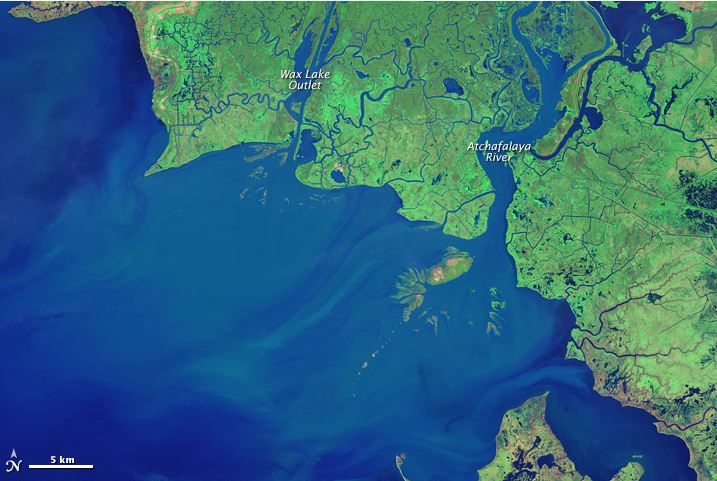 Wax Lake
Outlet
Atchafalaya
River
N
5 km